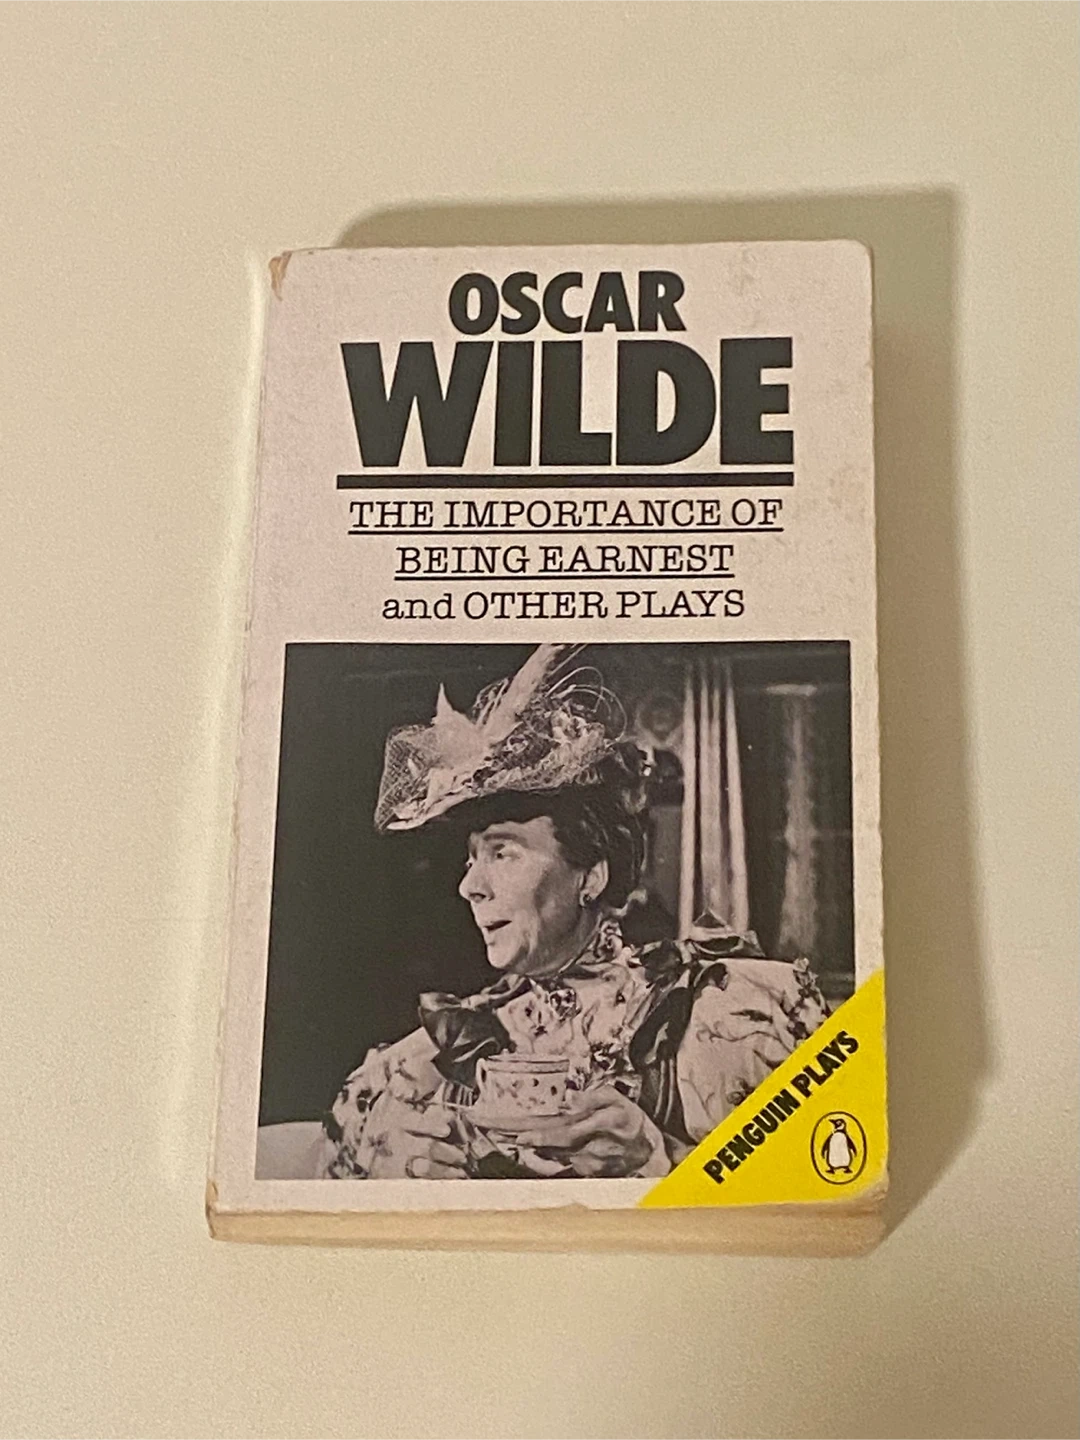 OSCAR
WILDE
THE IMPORTANCE OF
BEING EARNEST
and OTHER PLAYS
PENGUIN PLAYS